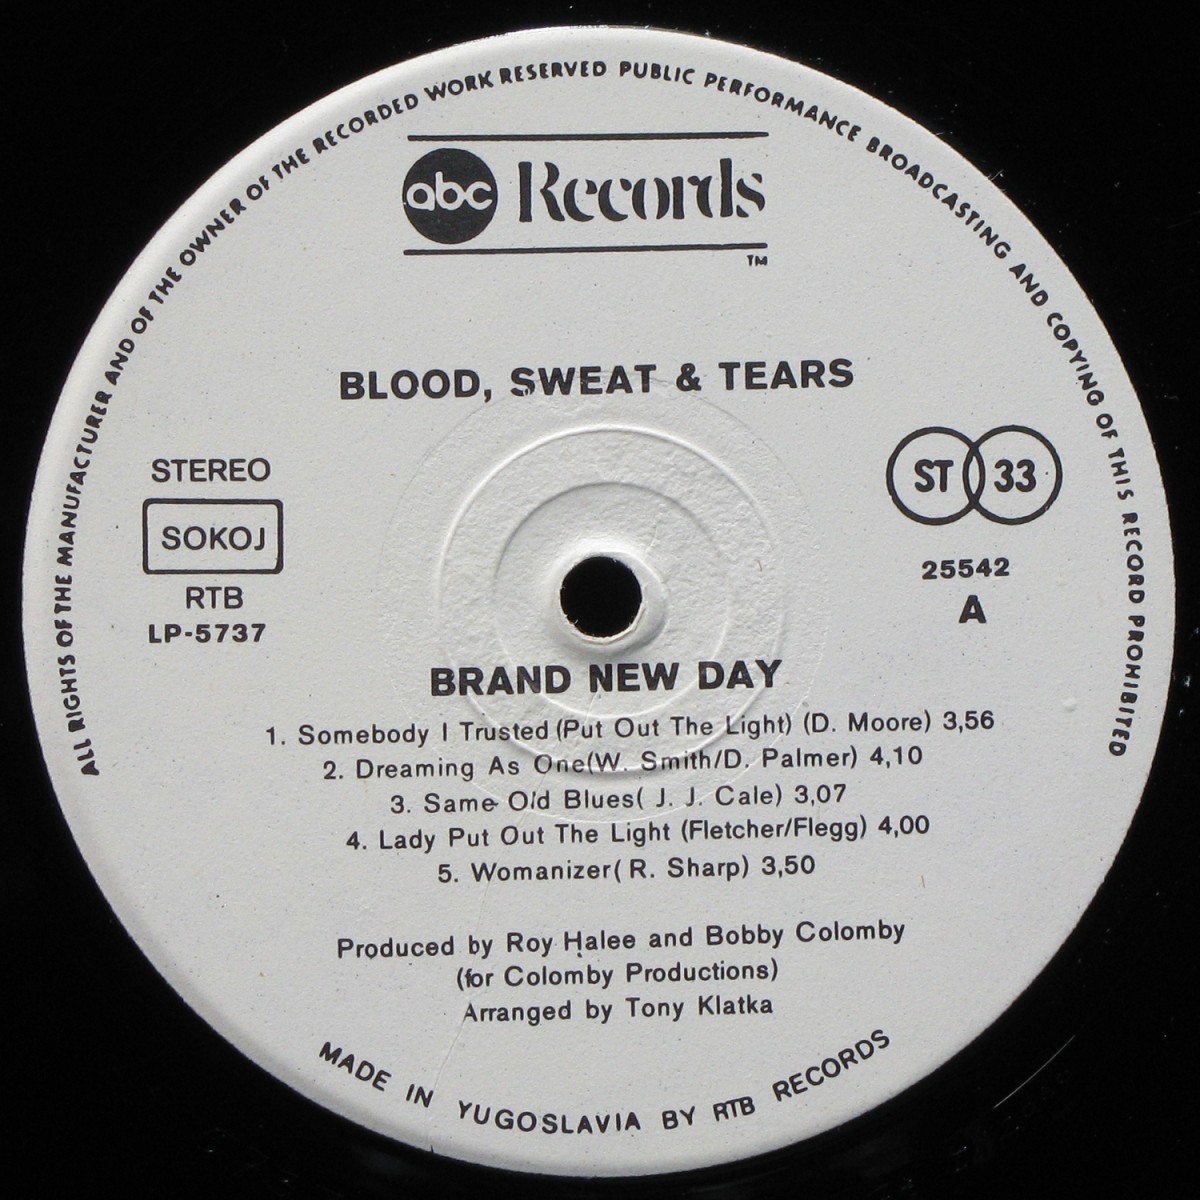 ALL RIGHTS OF THE MANUFACTURER AND OF THE OWNER OF THE RECORDED WORK RESERVED PUBLIC PERFORMANCE BROADCASTING AND COPYING OF THIS RECORD PROHIBITED
abc Records
TM
BLOOD, SWEAT & TEARS
STEREO
SOKOJ
RTB
LP-5737
ST 33
25542
A
BRAND NEW DAY
1. Somebody I Trusted (Put Out The Light) (D. Moore) 3,56
2. Dreaming As One(W. Smith/D. Palmer) 4,10
3. Same Old Blues( J. J. Cale) 3,07
4. Lady Put Out The Light (Fletcher/Flegg) 4,00
5. Womanizer( R. Sharp) 3,50
Produced by Roy Halee and Bobby Colomby
(for Colomby Productions)
Arranged by Tony Klatka
MADE IN YUGOSLAVIA BY RTB RECORDS